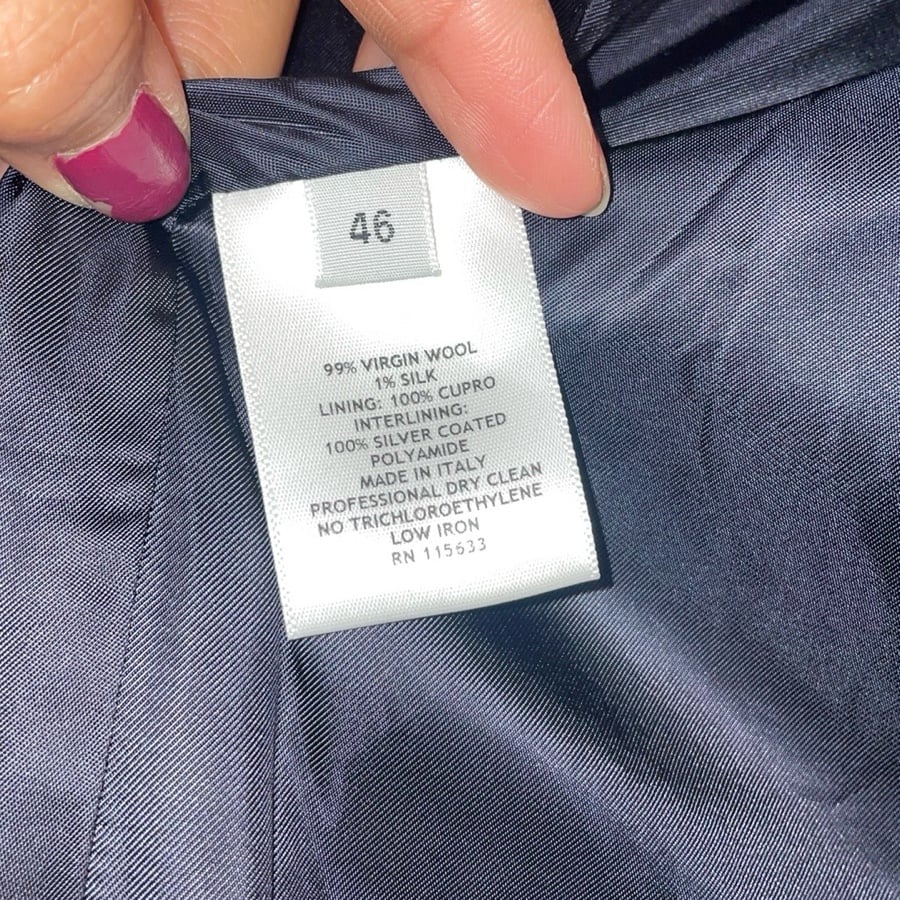 46
99% VIRGIN WOOL
1% SILK
LINING: 100% CUPRO
INTERLINING:
100% SILVER COATED
POLYAMIDE
MADE IN ITALY
PROFESSIONAL DRY CLEAN
NO TRICHLOROETHYLENE
LOW IRON
RN 115633